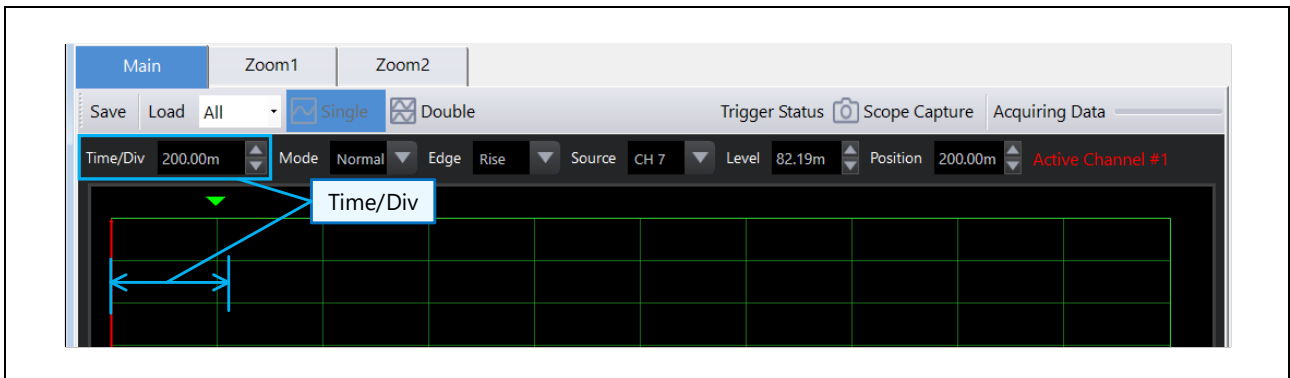 Main Zoom1 Zoom2
Save Load All Single Double Trigger Status Scope Capture Acquiring Data
Time/Div 200.00m Mode Normal Edge Rise Source CH 7 Level 82.19m Position 200.00m Active Channel #1
Time/Div